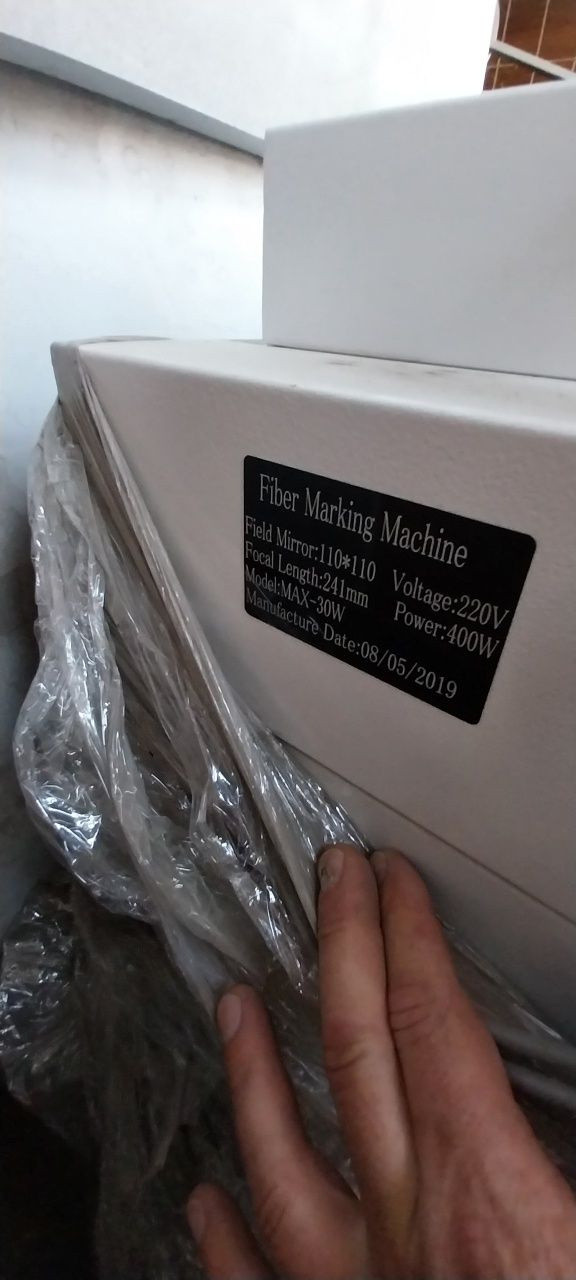 Fiber Marking Machine
Field Mirror:110*110 Voltage:220V
Focal Length:241mm Power:400W
Model:MAX-30W
Manufacture Date:08/05/2019